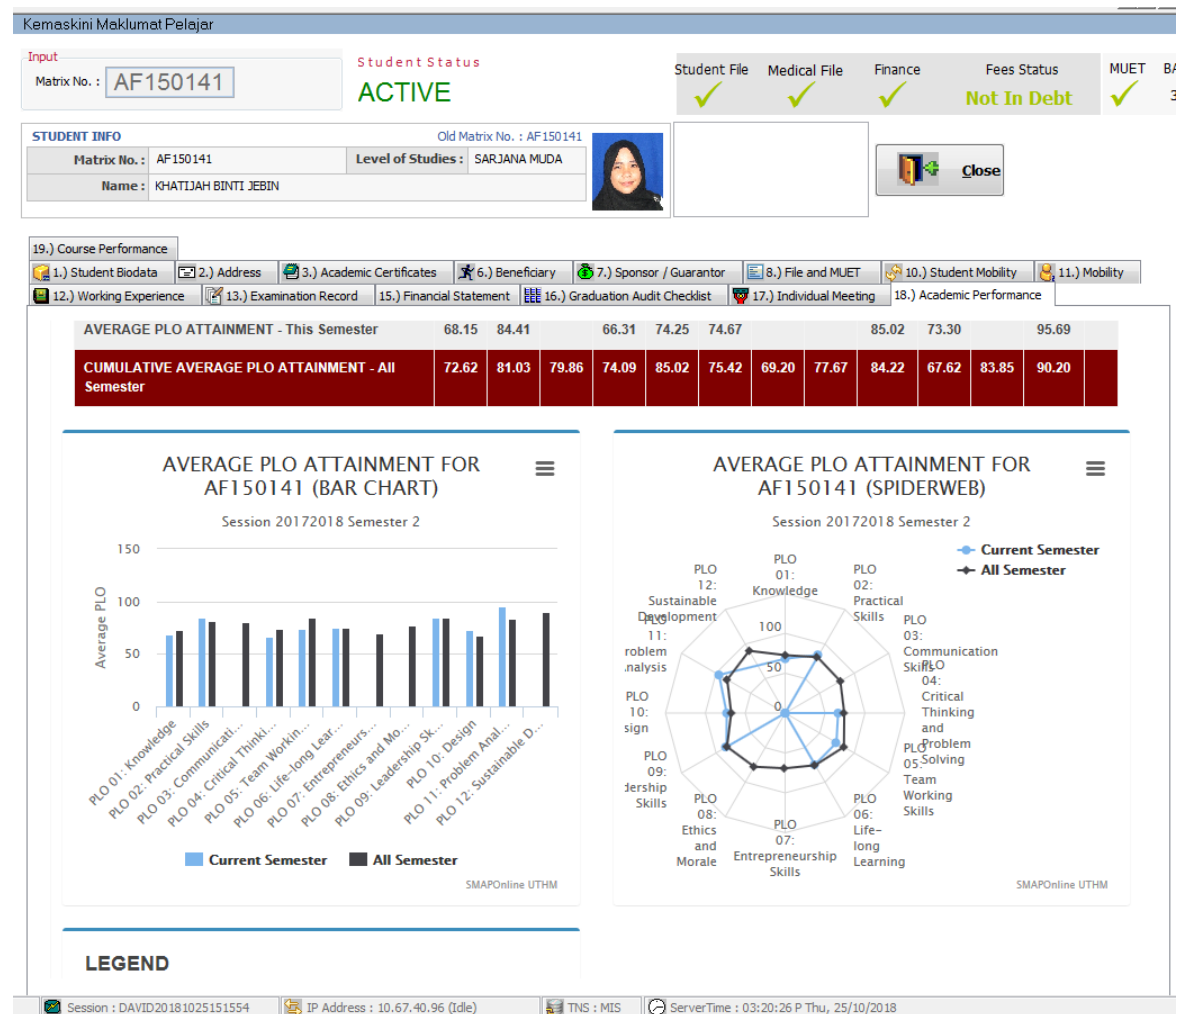 Kemaskini Maklumat Pelajar
Input
Matrix No. : AF150141
Student Status
ACTIVE
Student File Medical File Finance Fees Status MUET
Not In Debt
STUDENT INFO Old Matrix No. : AF150141
Matrix No. : AF150141 Level of Studies : SARJANA MUDA
Name : KHATIJAH BINTI JEBIN
Close
19.) Course Performance
1.) Student Biodata 2.) Address 3.) Academic Certificates 6.) Beneficiary 7.) Sponsor / Guarantor 8.) File and MUET 10.) Student Mobility 11.) Mobility
12.) Working Experience 13.) Examination Record 15.) Financial Statement 16.) Graduation Audit Checklist 17.) Individual Meeting 18.) Academic Performance
AVERAGE PLO ATTAINMENT - This Semester 68.15 84.41 66.31 74.25 74.67 85.02 73.30 95.69
CUMULATIVE AVERAGE PLO ATTAINMENT - All 72.62 81.03 79.86 74.09 85.02 75.42 69.20 77.67 84.22 67.62 83.85 90.20
Semester
AVERAGE PLO ATTAINMENT FOR
AF150141 (BAR CHART)
Session 20172018 Semester 2
Average PLO
150
100
50
0
PLO 01: Knowledge
PLO 02: Practical Skills
PLO 03: Communicati...
PLO 04: Critical Thinki...
PLO 05: Team Workin...
PLO 06: Life-long Lear...
PLO 07: Entrepreneurs...
PLO 08: Ethics and Mo...
PLO 09: Leadership Sk...
PLO 10: Design
PLO 11: Problem Anal...
PLO 12: Sustainable D...
Current Semester All Semester
SMAPOnline UTHM
AVERAGE PLO ATTAINMENT FOR
AF150141 (SPIDERWEB)
Session 20172018 Semester 2
Current Semester
All Semester
PLO
01:
Knowledge
PLO
02:
Practical
Skills
PLO
03:
Communication
Skills
PLO
04:
Critical
Thinking
and
Problem
Solving
PLO
05:
Team
Working
Skills
PLO
06:
Life-
long
Learning
PLO
07:
Entrepreneurship
Skills
PLO
08:
Ethics
and
Morale
PLO
09:
dership
Skills
PLO
10:
sign
PLO
11:
roblem
nalysis
PLO
12:
Sustainable
Development
100
50
0
SMAPOnline UTHM
LEGEND
Session : DAVID20181025151554 IP Address : 10.67.40.96 (Idle) TNS : MIS ServerTime : 03:20:26 P Thu, 25/10/2018